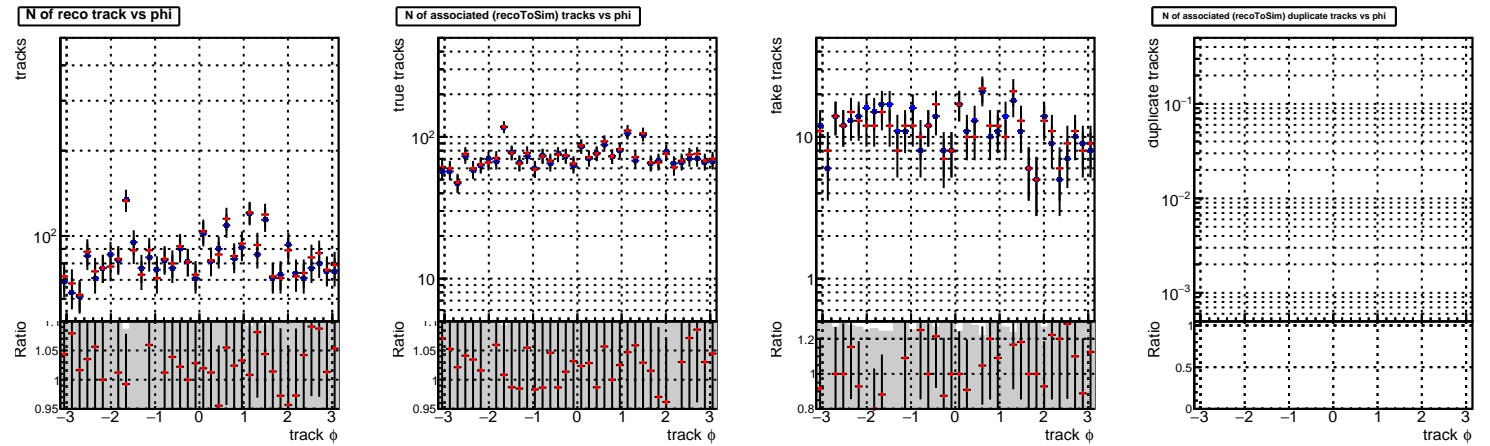 N of reco track vs phi
tracks
10²
Ratio
1.1
1.05
1
0.95
−3 −2 −1 0 1 2 3
track ϕ
N of associated (recoToSim) tracks vs phi
true tracks
10²
10
Ratio
1.1
1.05
1
0.95
−3 −2 −1 0 1 2 3
track ϕ
fake tracks
10
1
Ratio
1.2
1
0.8
−3 −2 −1 0 1 2 3
track ϕ
N of associated (recoToSim) duplicate tracks vs phi
duplicate tracks
10⁻¹
10⁻²
10⁻³
Ratio
1
0.5
0
−3 −2 −1 0 1 2 3
track ϕ